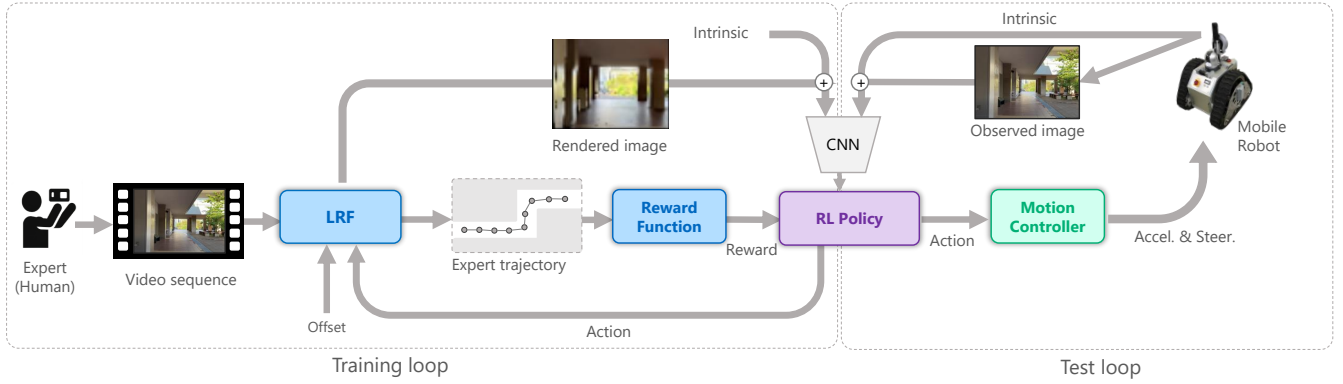 Intrinsic
Intrinsic
+
+
Rendered image
CNN
Observed image
Mobile
Robot
LRF
Reward
Function
RL Policy
Motion
Controller
Reward
Action
Accel. & Steer.
Expert
(Human)
Video sequence
Expert trajectory
Offset
Action
Training loop
Test loop